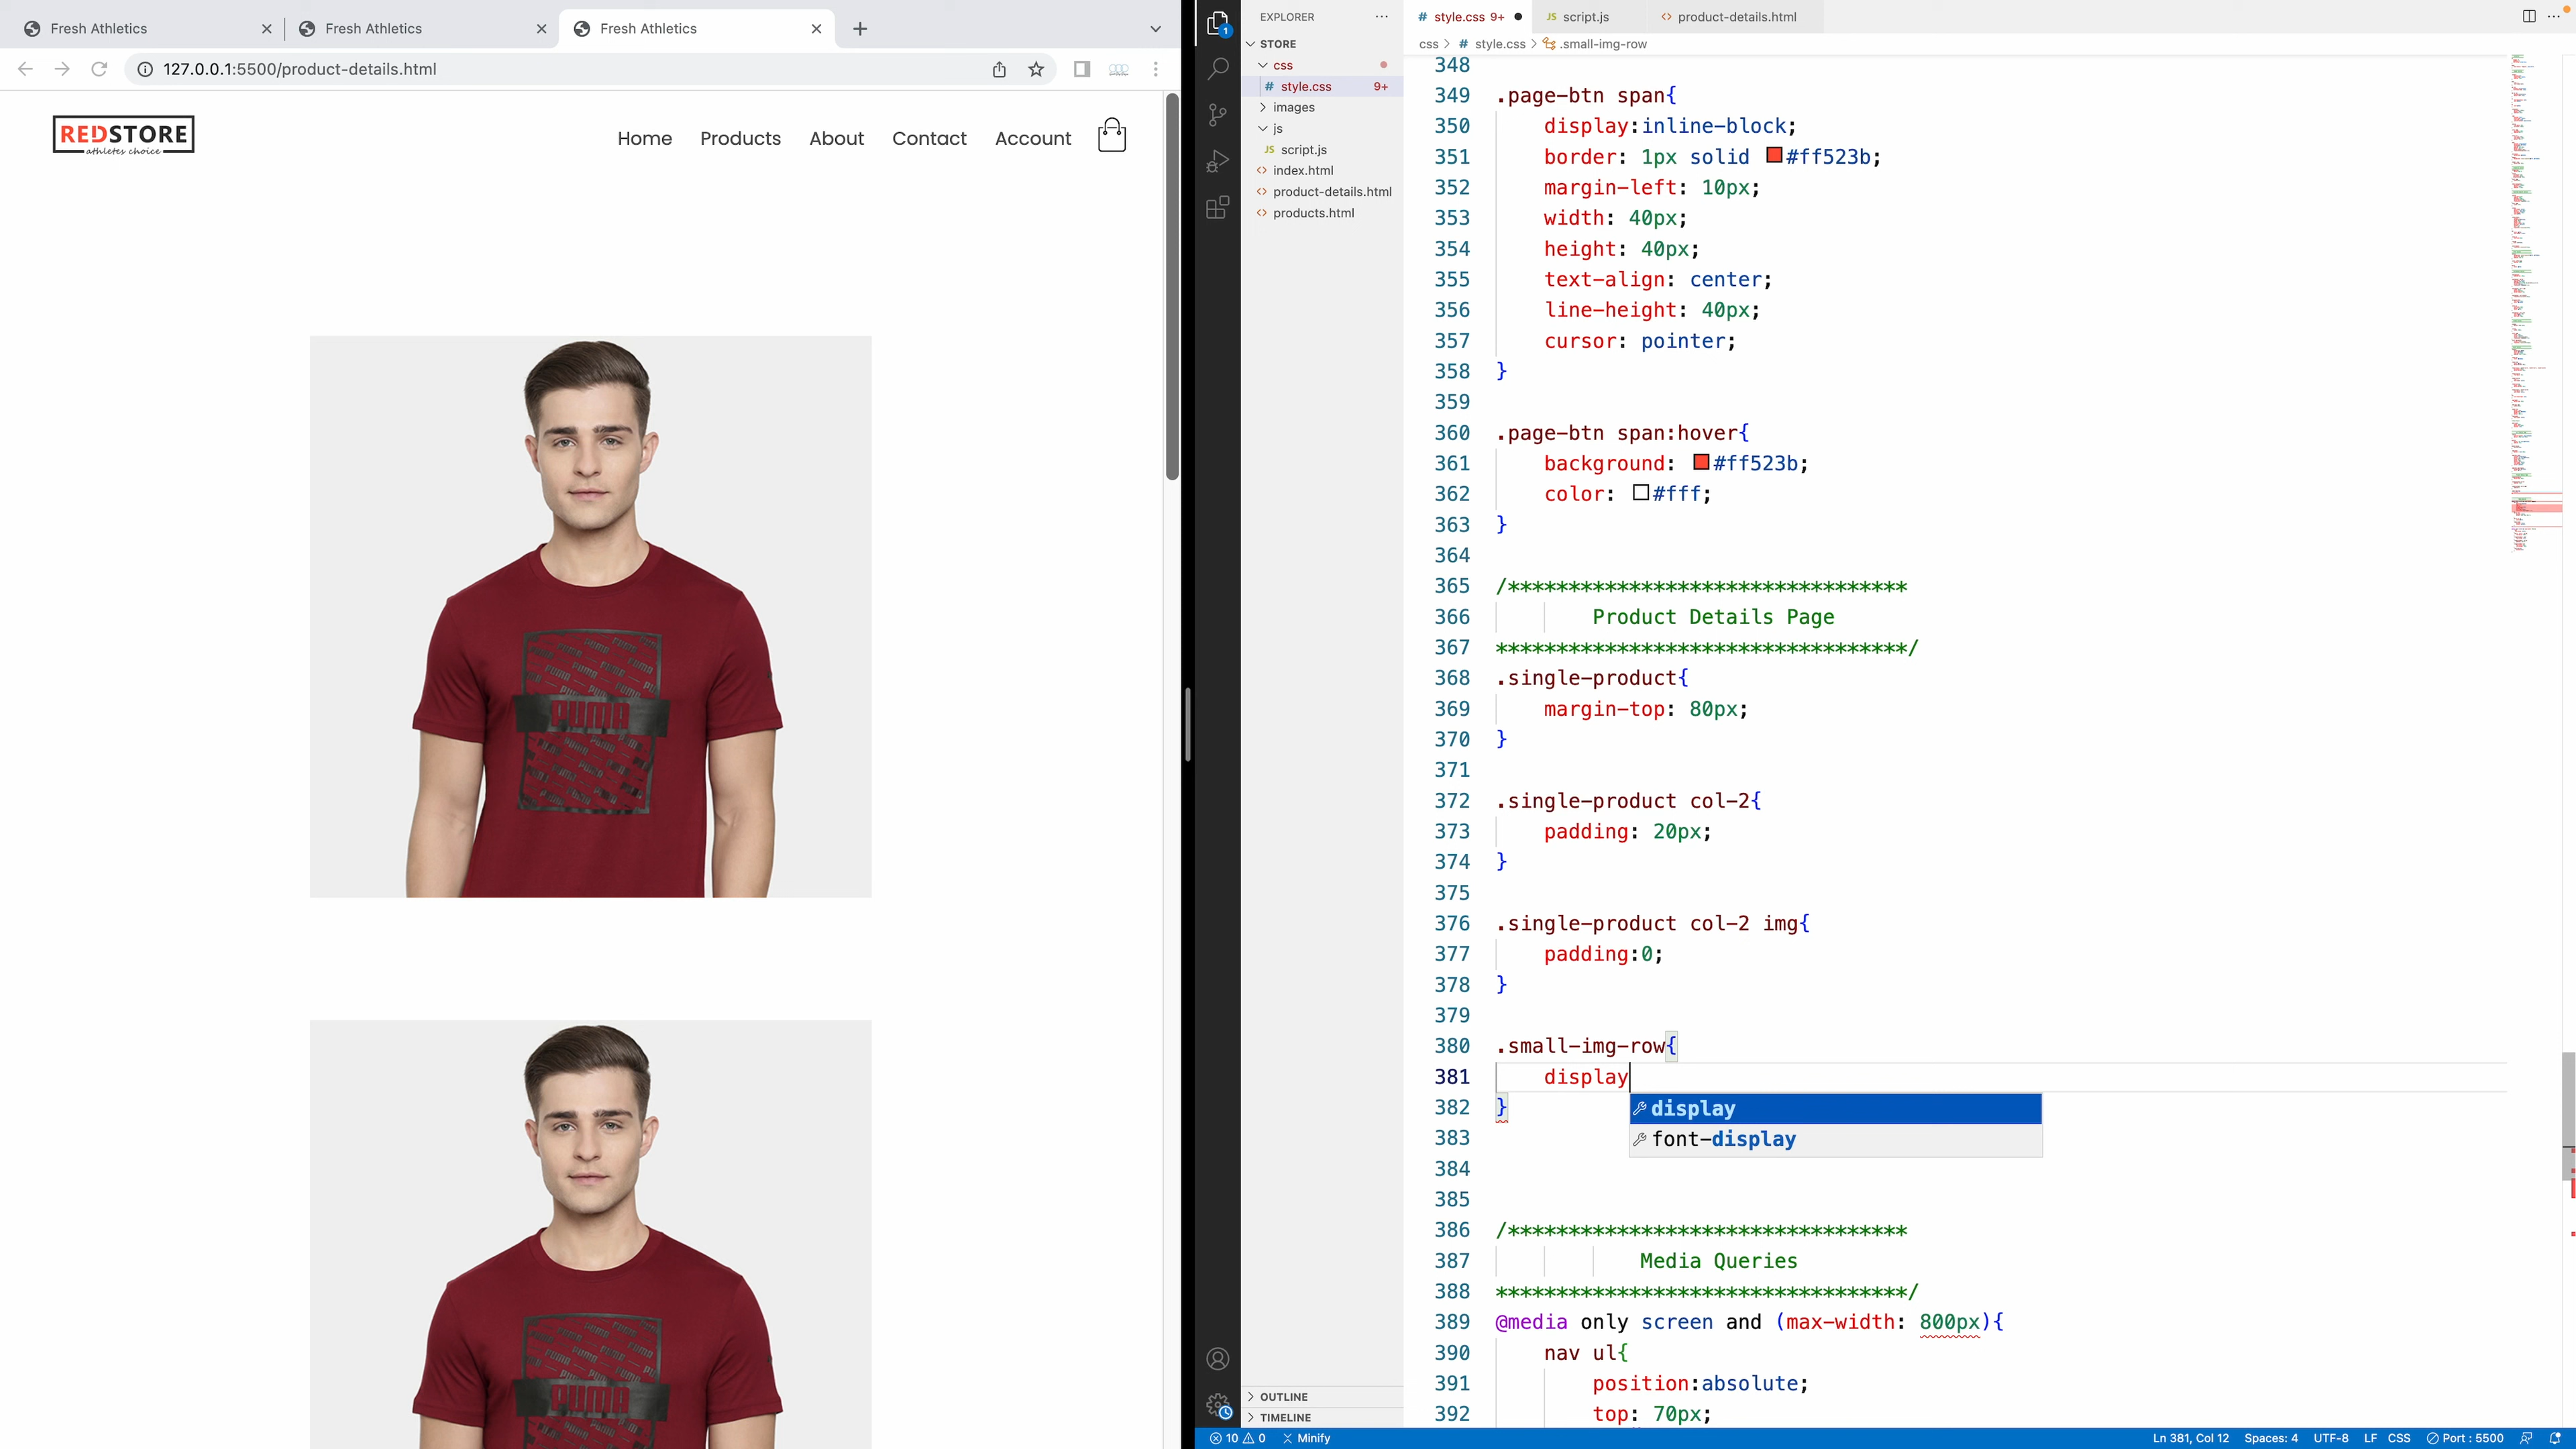 Fresh Athletics
Fresh Athletics
Fresh Athletics
127.0.0.1:5500/product-details.html
REDSTORE
athletes choice
Home Products About Contact Account
PUMA
PUMA
EXPLORER
STORE
css
# style.css 9+
images
js
JS script.js
<> index.html
<> product-details.html
<> products.html
OUTLINE
TIMELINE
# style.css 9+
JS script.js
<> product-details.html
css > # style.css > .small-img-row
348
349 .page-btn span{
350 display:inline-block;
351 border: 1px solid #ff523b;
352 margin-left: 10px;
353 width: 40px;
354 height: 40px;
355 text-align: center;
356 line-height: 40px;
357 cursor: pointer;
358 }
359
360 .page-btn span:hover{
361 background: #ff523b;
362 color: #fff;
363 }
364
365 /*********************************
366 Product Details Page
367 **********************************/
368 .single-product{
369 margin-top: 80px;
370 }
371
372 .single-product col-2{
373 padding: 20px;
374 }
375
376 .single-product col-2 img{
377 padding:0;
378 }
379
380 .small-img-row{
381 display
382 }
display
font-display
383
384
385
386 /*********************************
387 Media Queries
388 **********************************/
389 @media only screen and (max-width: 800px){
390 nav ul{
391 position:absolute;
392 top: 70px;
10 0 Minify
Ln 381, Col 12 Spaces: 4 UTF-8 LF CSS Port : 5500